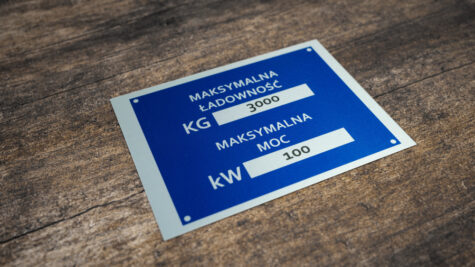 MAKSYMALNA
ŁADOWNOŚĆ
KG 3000
MAKSYMALNA
MOC
kW 100